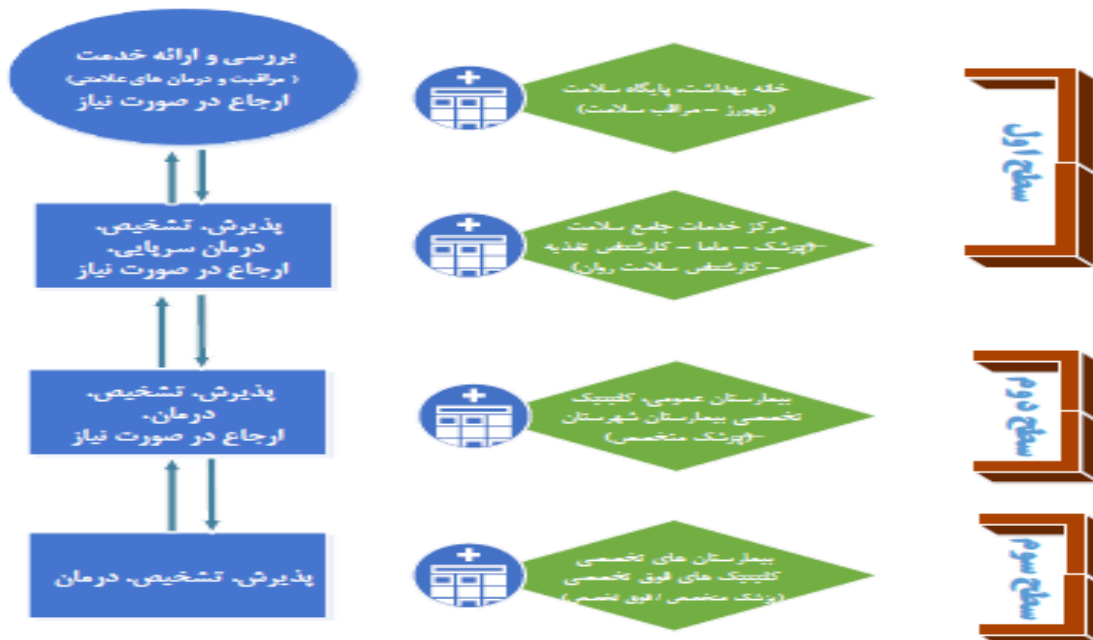 سطح اول
خانه بهداشت، پایگاه سلامت
(بهورز – مراقب سلامت)
بررسی و ارائه خدمت
( مراقبت و درمان های علامتی)
ارجاع در صورت نیاز
مرکز خدمات جامع سلامت
(پزشک – ماما – کارشناس تغذیه–
– کارشناس سلامت روان)
پذیرش، تشخیص،
درمان سرپایی،
ارجاع در صورت نیاز
سطح دوم
بیمارستان عمومی، کلینیک
تخصصی بیمارستان شهرستان
(پزشک متخصص)–
پذیرش، تشخیص،
درمان،
ارجاع در صورت نیاز
سطح سوم
بیمارستان های تخصصی
کلینیک های فوق تخصصی
(پزشک متخصص / فوق تخصص)
پذیرش، تشخیص، درمان